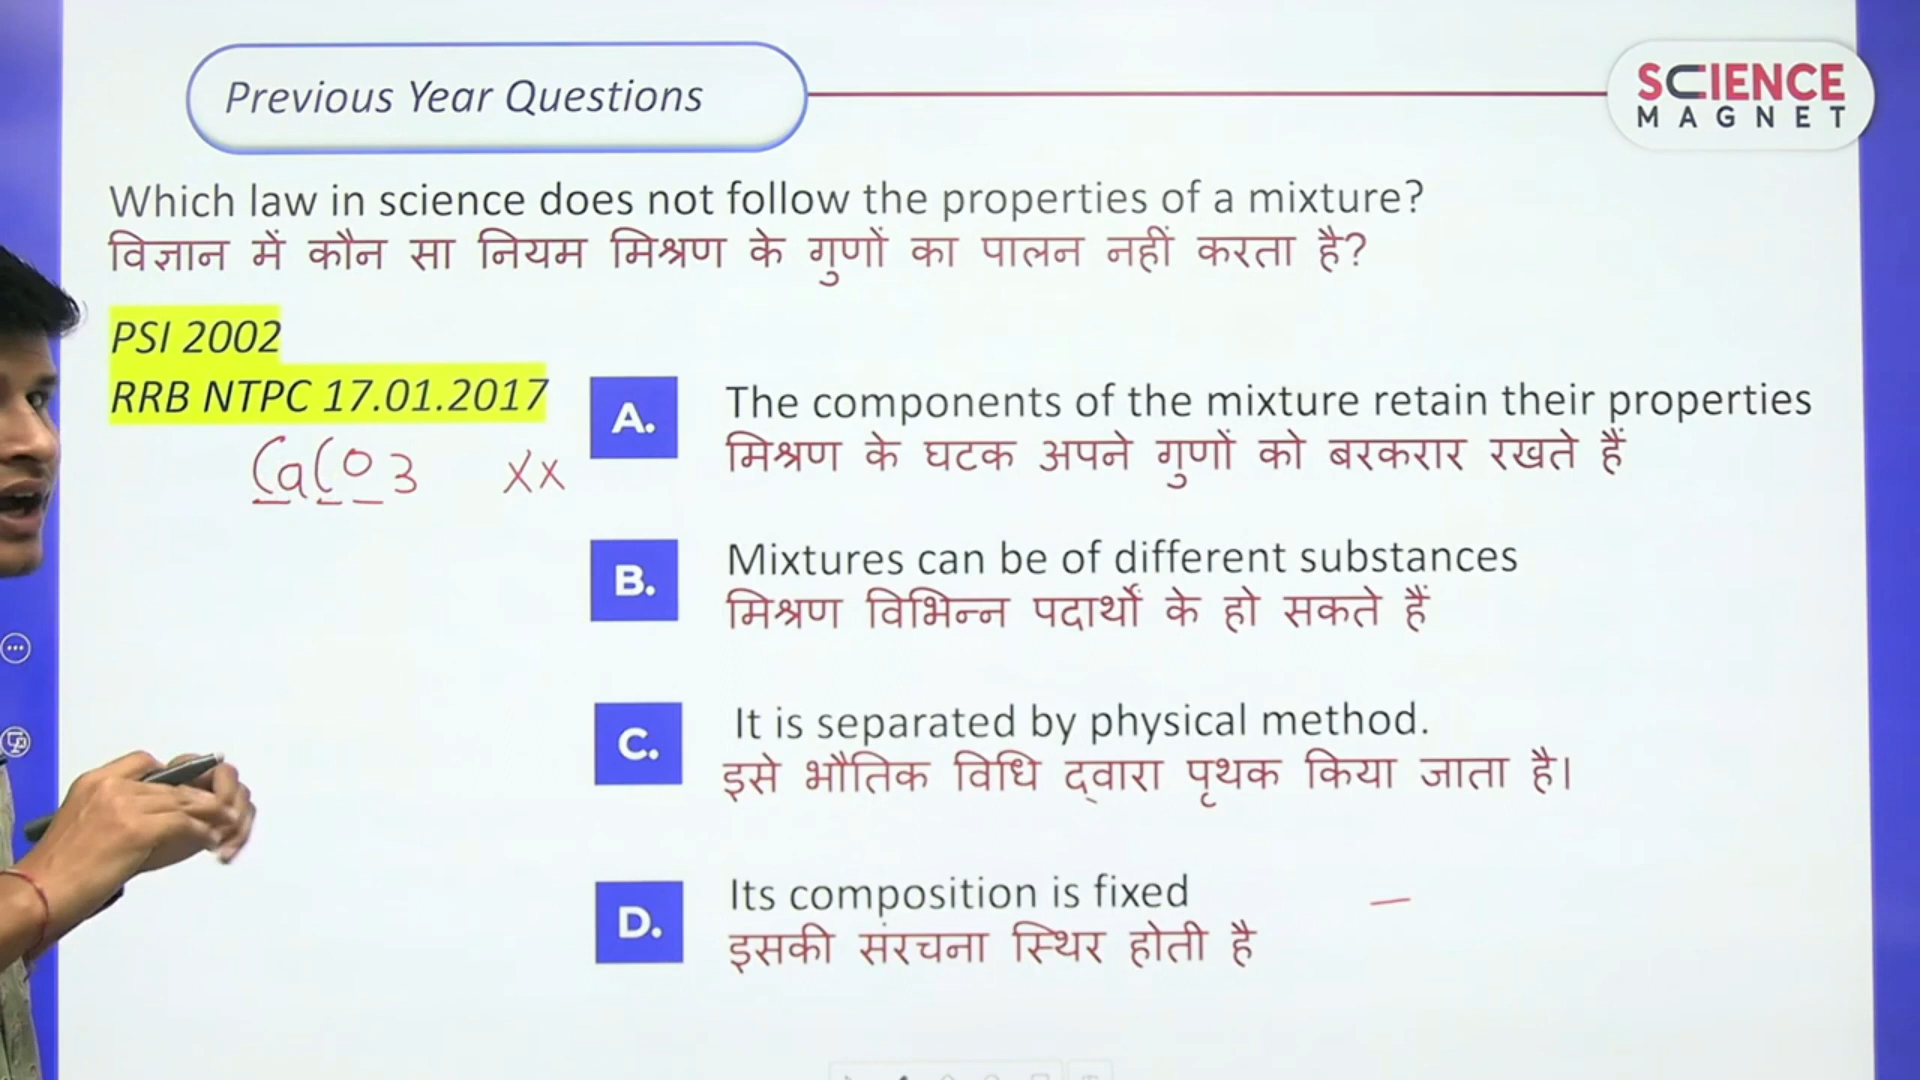 Previous Year Questions
SCIENCE
MAGNET
Which law in science does not follow the properties of a mixture?
विज्ञान में कौन सा नियम मिश्रण के गुणों का पालन नहीं करता है?
PSI 2002
RRB NTPC 17.01.2017
CaCO3 XX
A. The components of the mixture retain their properties
मिश्रण के घटक अपने गुणों को बरकरार रखते हैं
B. Mixtures can be of different substances
मिश्रण विभिन्न पदार्थों के हो सकते हैं
C. It is separated by physical method.
इसे भौतिक विधि द्वारा पृथक किया जाता है।
D. Its composition is fixed
इसकी संरचना स्थिर होती है